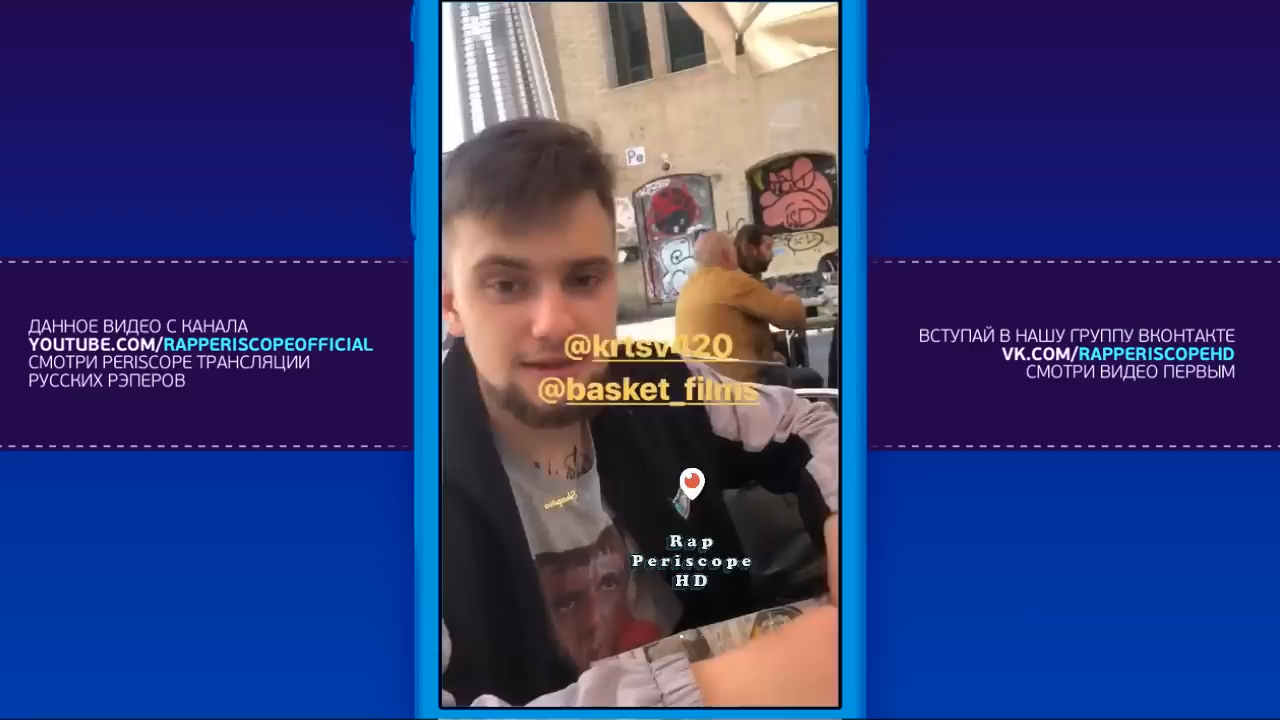 ДАННОЕ ВИДЕО С КАНАЛА
YOUTUBE.COM/RAPPERISCOPEOFFICIAL
СМОТРИ PERISCOPE ТРАНСЛЯЦИИ
РУССКИХ РЭПЕРОВ
Pe
@krtsv420
@basket_films
Rap
Periscope
HD
ВСТУПАЙ В НАШУ ГРУППУ ВКОНТАКТЕ
VK.COM/RAPPERISCOPEHD
СМОТРИ ВИДЕО ПЕРВЫМ